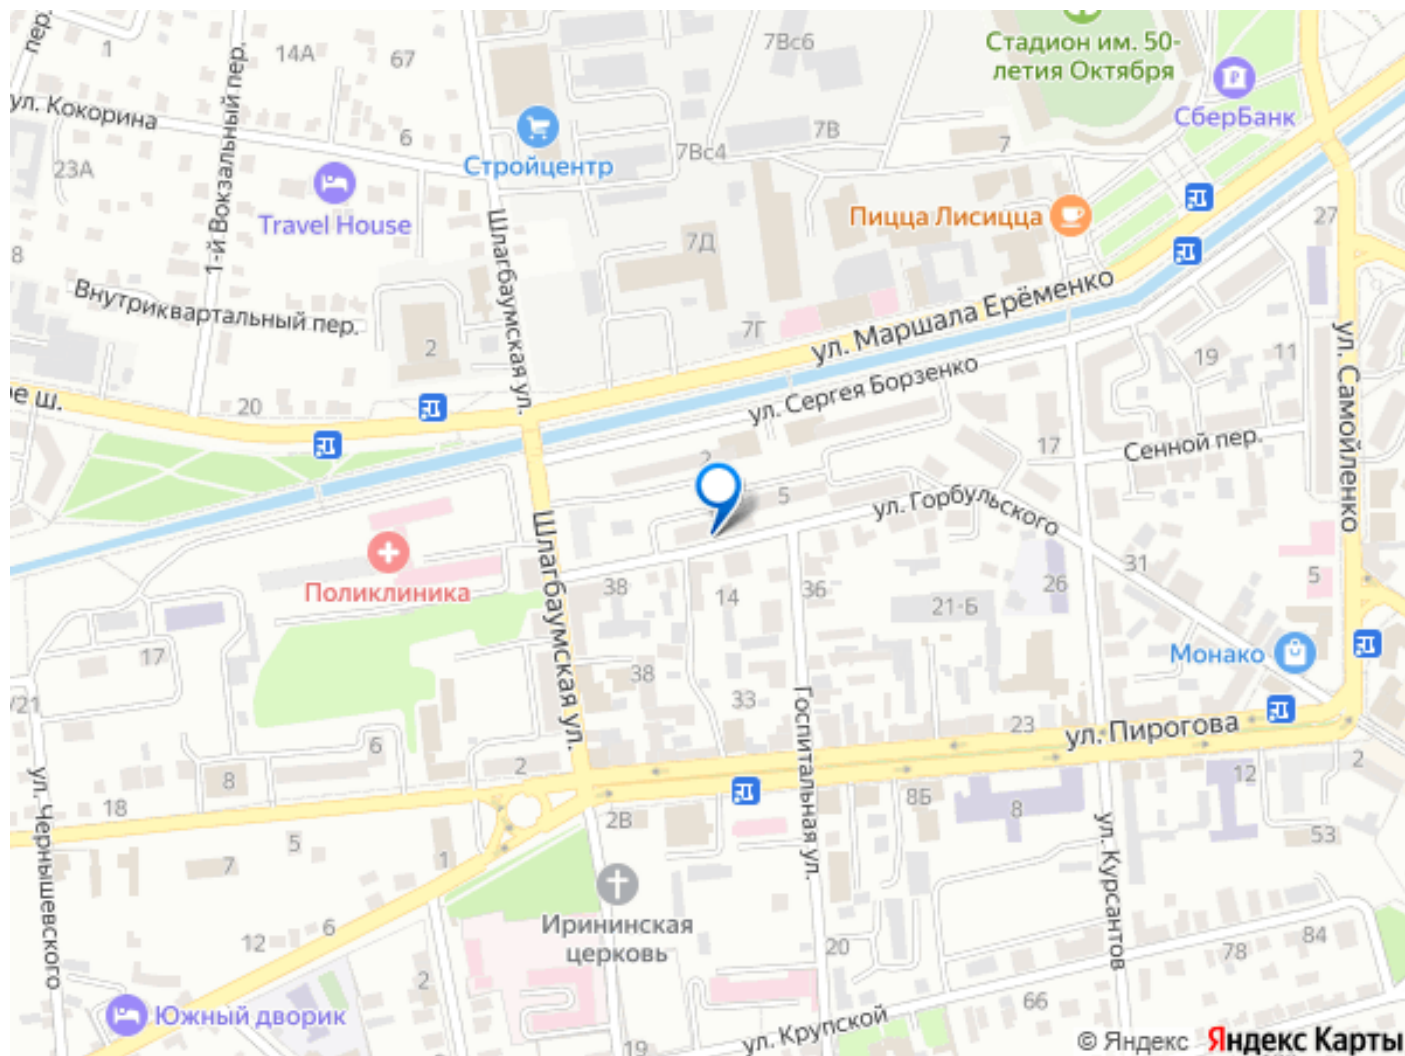 пер.
1
14А
67
7Вс6
Стадион им. 50-
летия Октября
СберБанк
ул. Кокорина
6
Стройцентр
7В
7Вс4
7
23А
1-й Вокзальный пер.
Travel House
Шлагбаумская ул.
Пицца Лисицца
27
8
7Д
Внутриквартальный пер.
2
7Г
ул. Маршала Ерёменко
ул. Самойленко
19
11
ое ш.
20
ул. Сергея Борзенко
17
Сенной пер.
2
5
ул. Горбульского
Шлагбаумская ул.
Поликлиника
38
14
36
21-Б
26
31
5
17
38
33
Монако
/21
Госпитальная ул.
23
ул. Пирогова
6
8
2
2
12
18
8Б
8
ул. Чернышевского
5
7
1
2В
ул. Курсантов
53
Ирининская
церковь
12
6
2
20
78
84
66
Южный дворик
19
ул. Крупской
© Яндекс Яндекс Карты